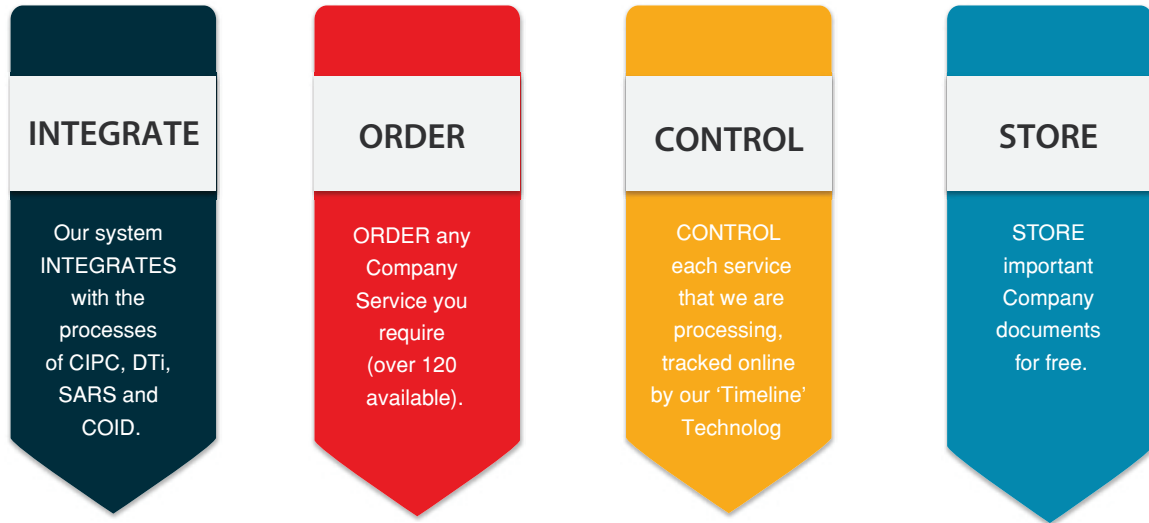 INTEGRATE
Our system
INTEGRATES
with the
processes
of CIPC, DTi,
SARS and
COID.
ORDER
ORDER any
Company
Service you
require
(over 120
available).
CONTROL
CONTROL
each service
that we are
processing,
tracked online
by our ‘Timeline’
Technolog
STORE
STORE
important
Company
documents
for free.